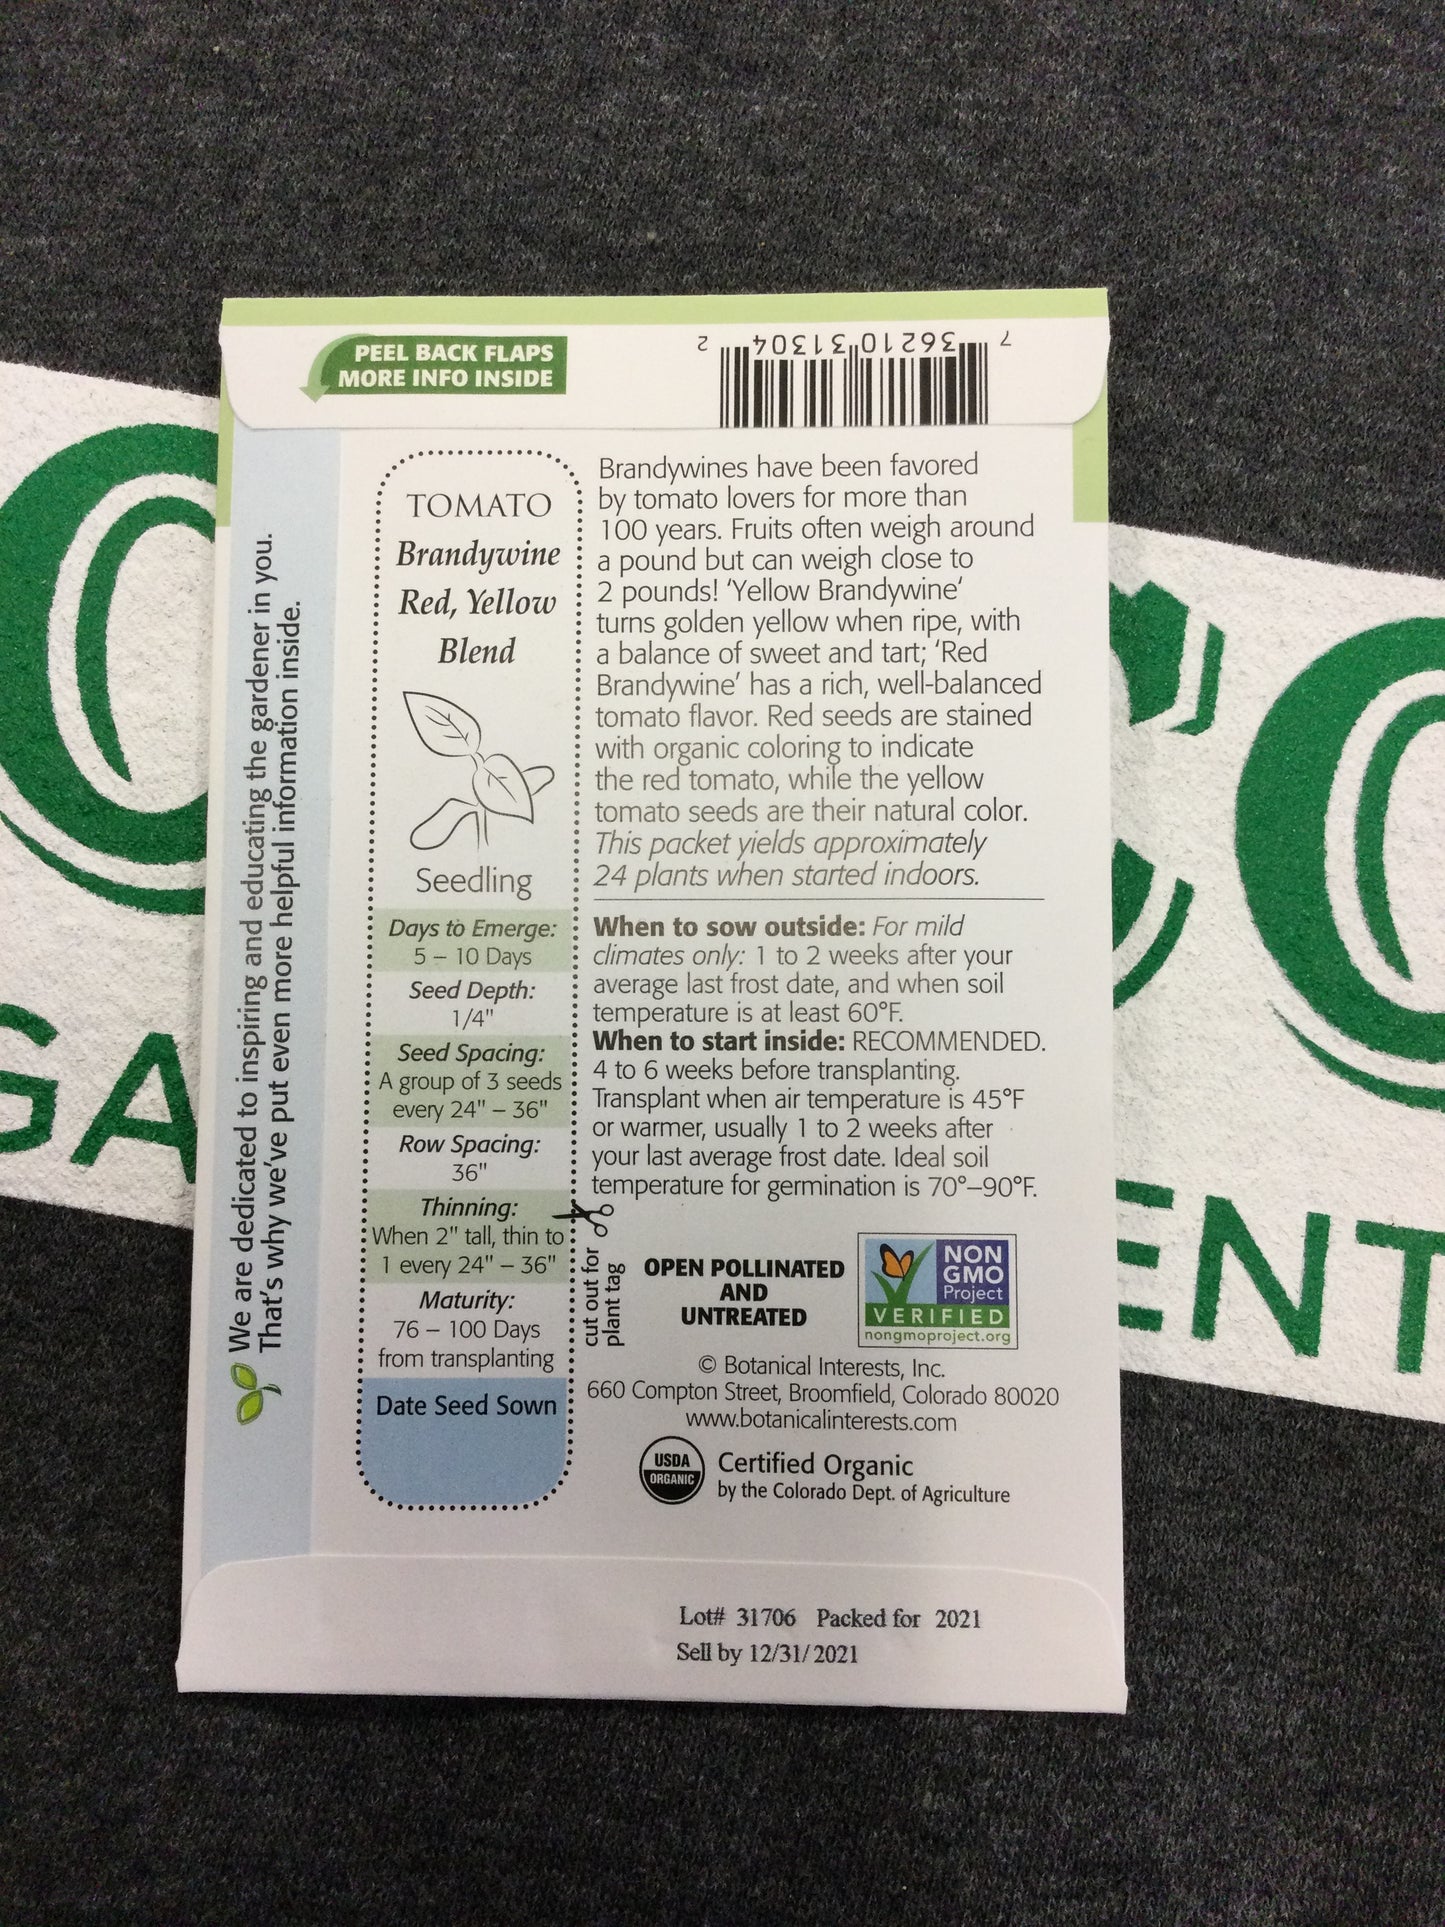 PEEL BACK FLAPS
MORE INFO INSIDE
7 36210 31304 2
We are dedicated to inspiring and educating the gardener in you.
That's why we've put even more helpful information inside.
TOMATO
Brandywine
Red, Yellow
Blend
Seedling
Days to Emerge:
5 – 10 Days
Seed Depth:
1/4"
Seed Spacing:
A group of 3 seeds
every 24" – 36"
Row Spacing:
36"
Thinning:
When 2" tall, thin to
1 every 24" – 36"
Maturity:
76 – 100 Days
from transplanting
Date Seed Sown
cut out for
plant tag
Brandywines have been favored
by tomato lovers for more than
100 years. Fruits often weigh around
a pound but can weigh close to
2 pounds! ‘Yellow Brandywine‘
turns golden yellow when ripe, with
a balance of sweet and tart; ‘Red
Brandywine’ has a rich, well-balanced
tomato flavor. Red seeds are stained
with organic coloring to indicate
the red tomato, while the yellow
tomato seeds are their natural color.
This packet yields approximately
24 plants when started indoors.
When to sow outside: For mild
climates only: 1 to 2 weeks after your
average last frost date, and when soil
temperature is at least 60°F.
When to start inside: RECOMMENDED.
4 to 6 weeks before transplanting.
Transplant when air temperature is 45°F
or warmer, usually 1 to 2 weeks after
your last average frost date. Ideal soil
temperature for germination is 70°–90°F.
OPEN POLLINATED
AND
UNTREATED
NON
GMO
Project
VERIFIED
nongmoproject.org
© Botanical Interests, Inc.
660 Compton Street, Broomfield, Colorado 80020
www.botanicalinterests.com
USDA
ORGANIC
Certified Organic
by the Colorado Dept. of Agriculture
Lot# 31706 Packed for 2021
Sell by 12/31/2021
GA
ENT